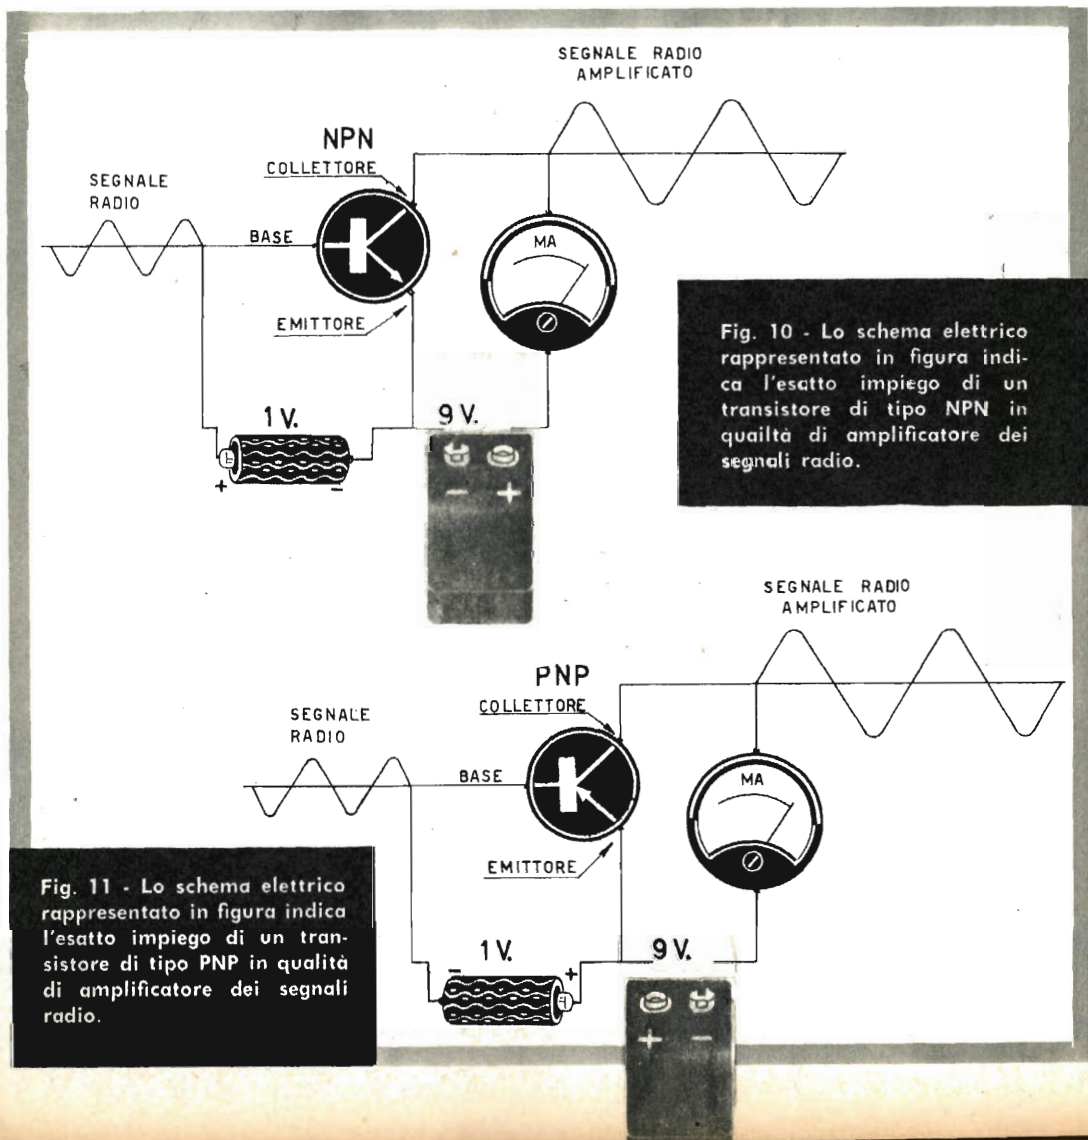 SEGNALE RADIO
AMPLIFICATO
NPN
COLLETTORE
SEGNALE
RADIO
BASE
MA
EMITTORE
1 V.
9 V.
+ -
- +
Fig. 10 - Lo schema elettrico
rappresentato in figura indi-
ca l'esatto impiego di un
transistore di tipo NPN in
quailtà di amplificatore dei
segnali radio.
SEGNALE RADIO
AMPLIFICATO
PNP
COLLETTORE
SEGNALE
RADIO
BASE
MA
EMITTORE
Fig. 11 - Lo schema elettrico
rappresentato in figura indica
l'esatto impiego di un tran-
sistore di tipo PNP in qualità
di amplificatore dei segnali
radio.
1 V.
9 V.
- +
+ -